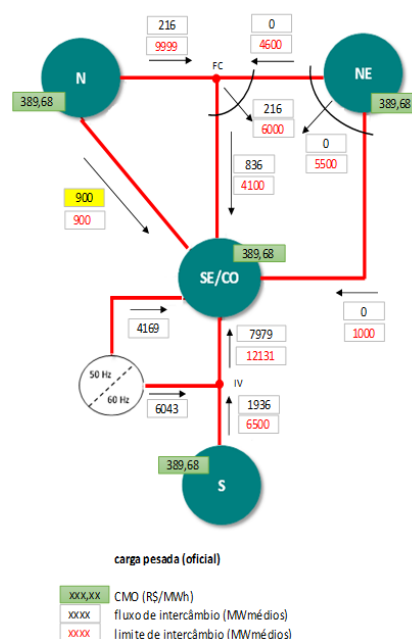 216
9999
0
4600
FC
N
NE
389,68
389,68
216
6000
0
5500
836
4100
900
900
389,68
SE/CO
0
1000
4169
7979
12131
50 Hz
60 Hz
IV
6043
1936
6500
389,68
S
carga pesada (oficial)
xxx,xx CMO (R$/MWh)
xxxx fluxo de intercâmbio (MWmédios)
xxxx limite de intercâmbio (MWmédios)